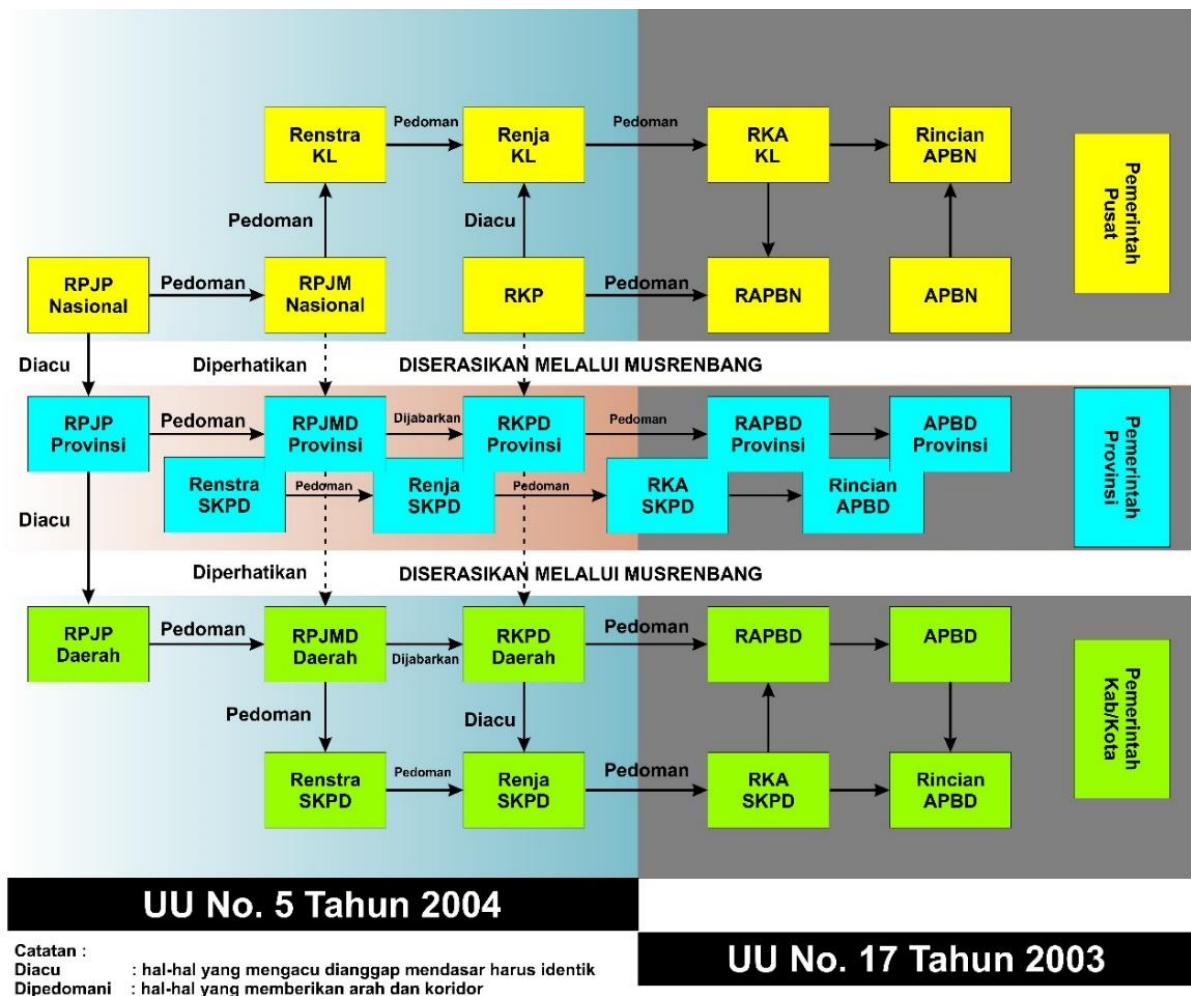 Renstra
KL
Pedoman
Renja
KL
Pedoman
RKA
KL
Rincian
APBN
Pemerintah
Pusat
Pedoman
Diacu
RPJP
Nasional
Pedoman
RPJM
Nasional
RKP
Pedoman
RAPBN
APBN
Diacu
Diperhatikan
DISERASIKAN MELALUI MUSRENBANG
RPJP
Provinsi
Pedoman
RPJMD
Provinsi
Dijabarkan
RKPD
Provinsi
Pedoman
RAPBD
Provinsi
APBD
Provinsi
Pemerintah
Provinsi
Renstra
SKPD
Pedoman
Renja
SKPD
Pedoman
RKA
SKPD
Rincian
APBD
Diacu
Diperhatikan
DISERASIKAN MELALUI MUSRENBANG
RPJP
Daerah
Pedoman
RPJMD
Daerah
Dijabarkan
RKPD
Daerah
Pedoman
RAPBD
APBD
Pemerintah
Kab/Kota
Pedoman
Diacu
Renstra
SKPD
Pedoman
Renja
SKPD
Pedoman
RKA
SKPD
Rincian
APBD
UU No. 5 Tahun 2004
UU No. 17 Tahun 2003
Catatan :
Diacu : hal-hal yang mengacu dianggap mendasar harus identik
Dipedomani : hal-hal yang memberikan arah dan koridor